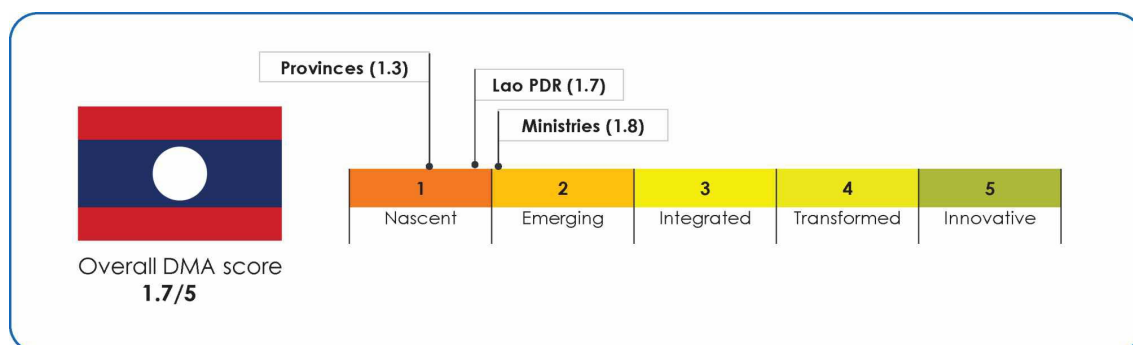 Provinces (1.3)
Lao PDR (1.7)
Ministries (1.8)
1 2 3 4 5
Nascent Emerging Integrated Transformed Innovative
Overall DMA score
1.7/5